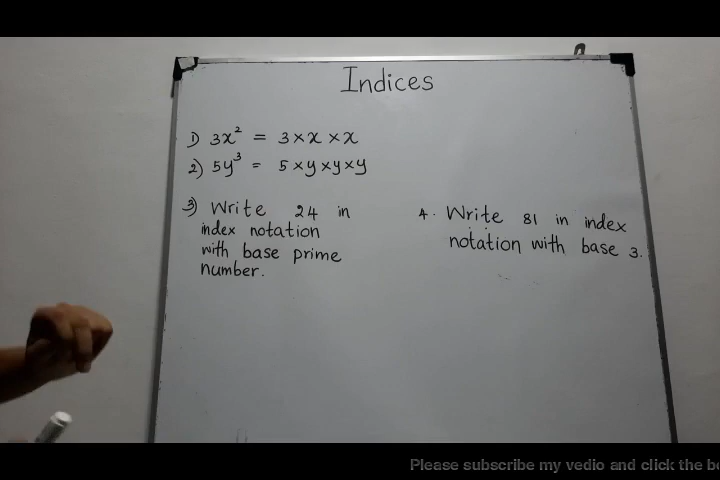 Indices
1) 3x² = 3 × x × x
2) 5y³ = 5 × y × y × y
3) Write 24 in
index notation
with base prime
number.
4. Write 81 in index
notation with base 3.
Please subscribe my vedio and click the